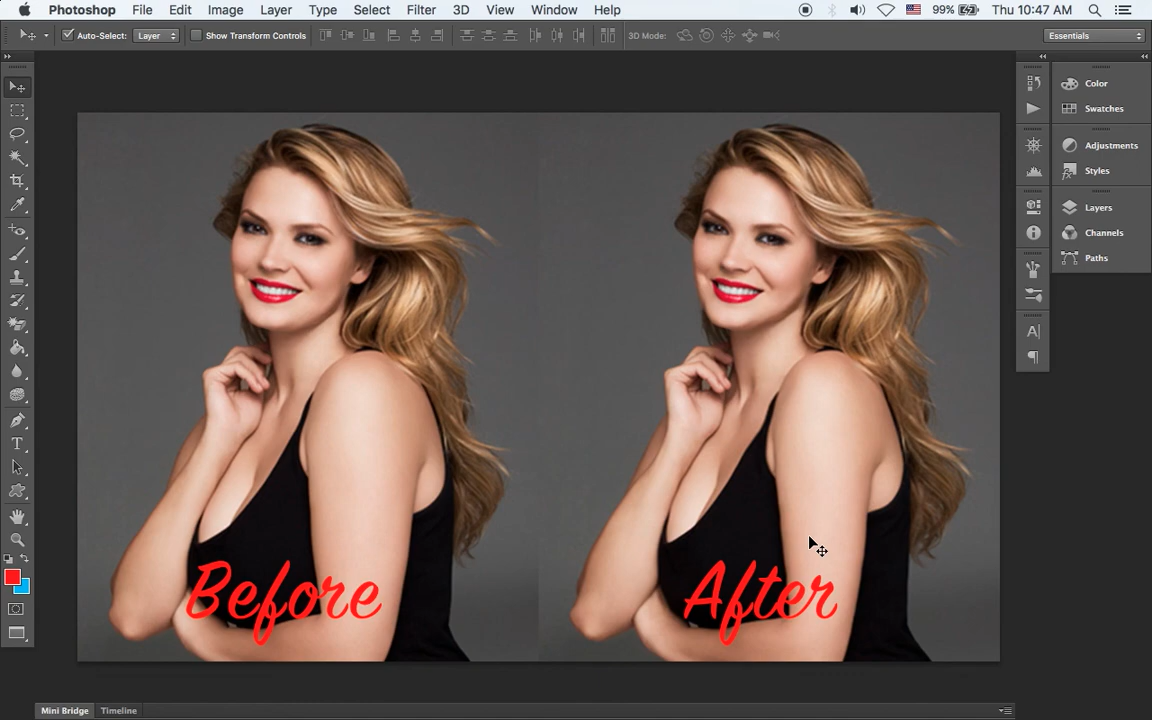 Photoshop File Edit Image Layer Type Select Filter 3D View Window Help 99% Thu 10:47 AM
Auto-Select: Layer Show Transform Controls 3D Mode: Essentials
Color
Swatches
Adjustments
Styles
Layers
Channels
Paths
Before After
Mini Bridge Timeline